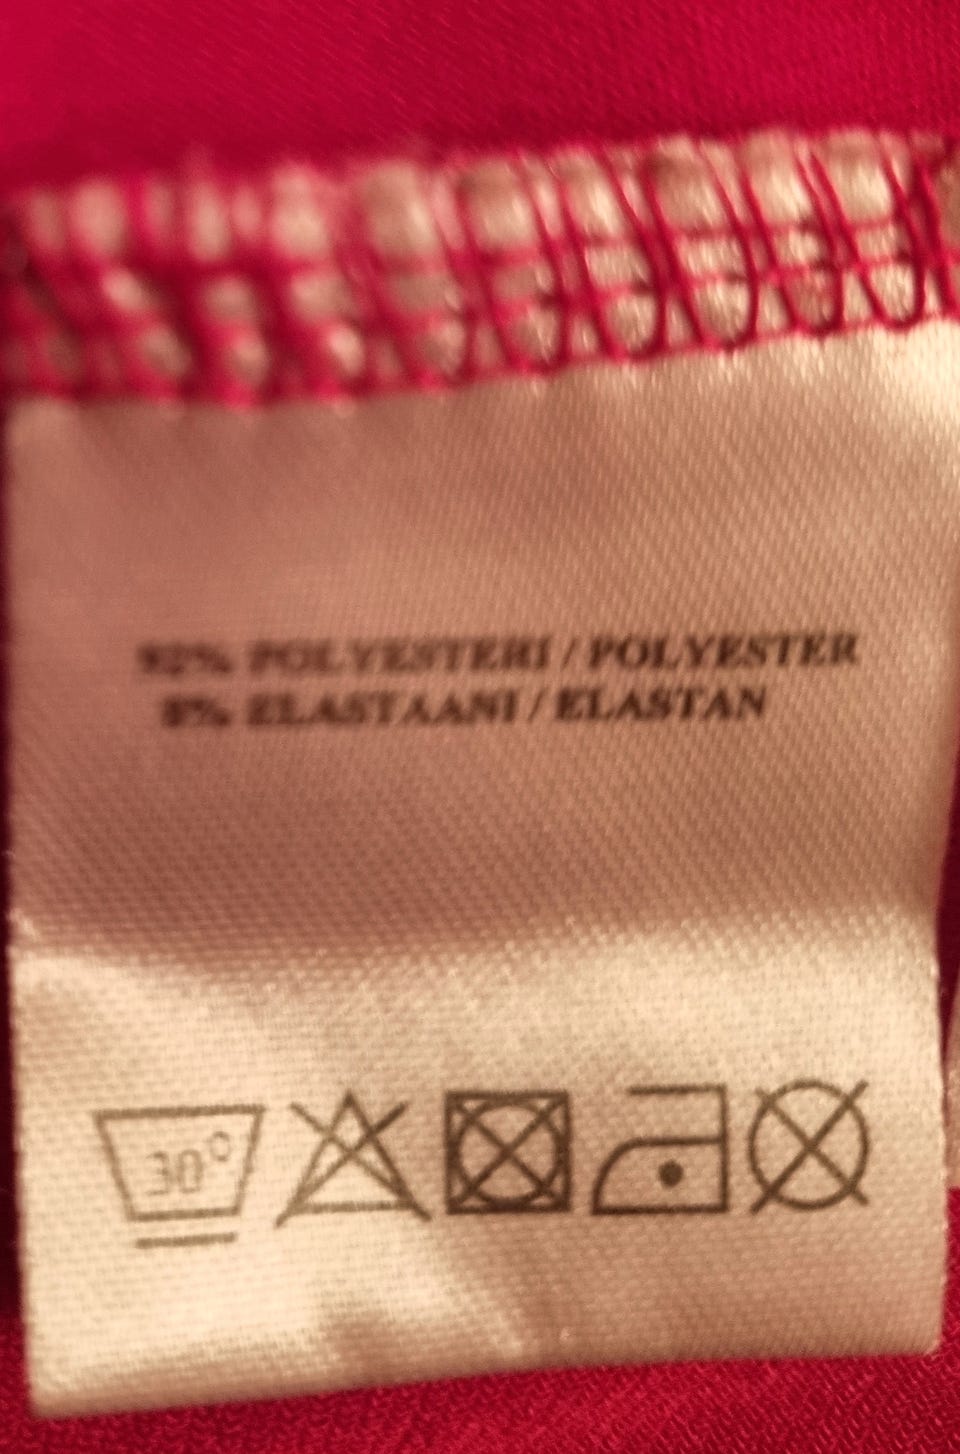 92% POLYESTERI / POLYESTER
8% ELASTAANI / ELASTAN
30°